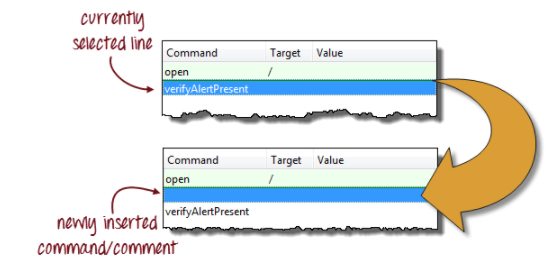 currently
selected line
Command Target Value
open /
verifyAlertPresent
Command Target Value
open /
verifyAlertPresent
newly inserted
command/comment